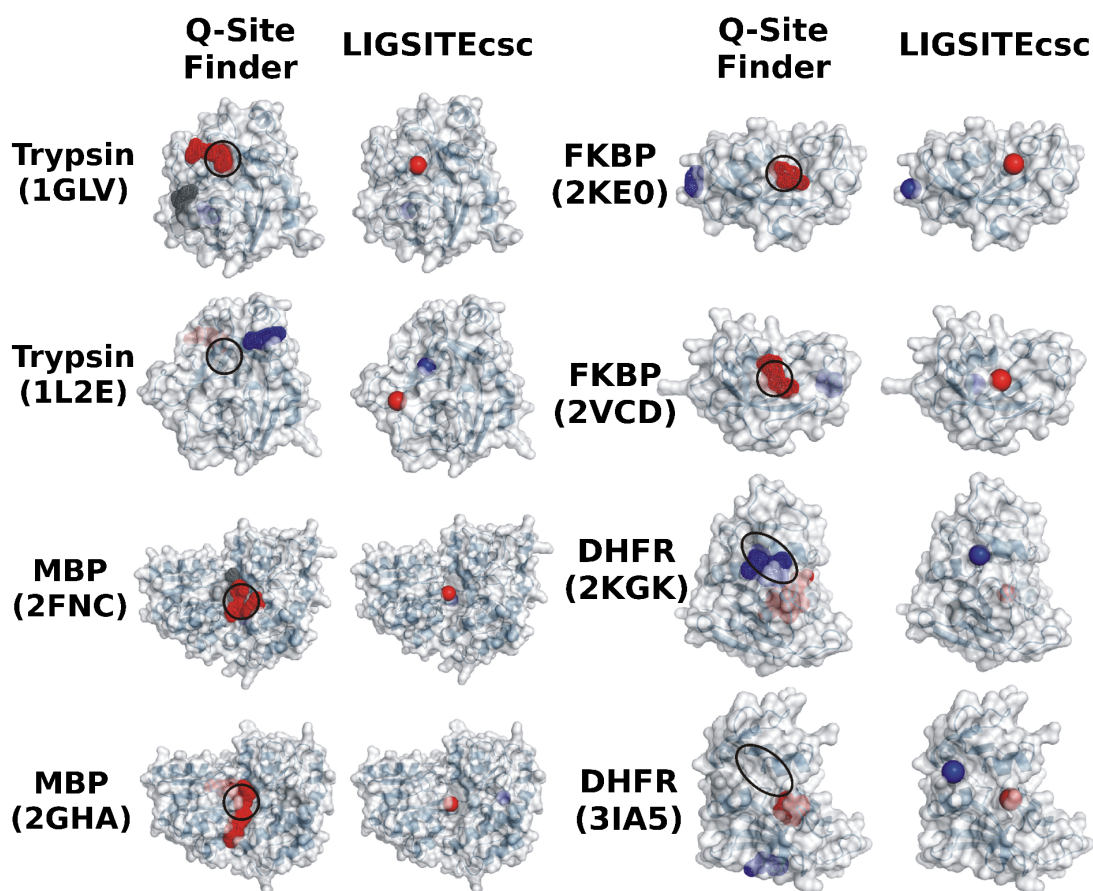 Q-Site
Finder
LIGSITEcsc
Q-Site
Finder
LIGSITEcsc
Trypsin
(1GLV)
FKBP
(2KE0)
Trypsin
(1L2E)
FKBP
(2VCD)
MBP
(2FNC)
DHFR
(2KGK)
MBP
(2GHA)
DHFR
(3IA5)